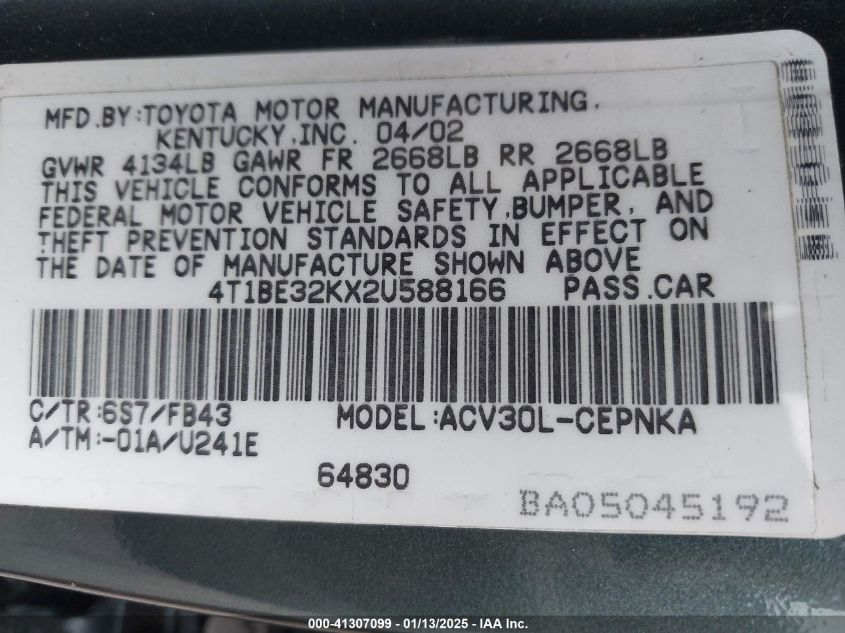 MFD.BY:TOYOTA MOTOR MANUFACTURING,
KENTUCKY,INC. 04/02
GVWR 4134LB GAWR FR 2668LB RR 2668LB
THIS VEHICLE CONFORMS TO ALL APPLICABLE
FEDERAL MOTOR VEHICLE SAFETY,BUMPER, AND
THEFT PREVENTION STANDARDS IN EFFECT ON
THE DATE OF MANUFACTURE SHOWN ABOVE
4T1BE32KX2U588166 PASS.CAR
C/TR:6S7/FB43 MODEL:ACV30L-CEPNKA
A/TM:-01A/U241E
64830
BA05045192
000-41307099 — 01/13/2025 — IAA Inc.